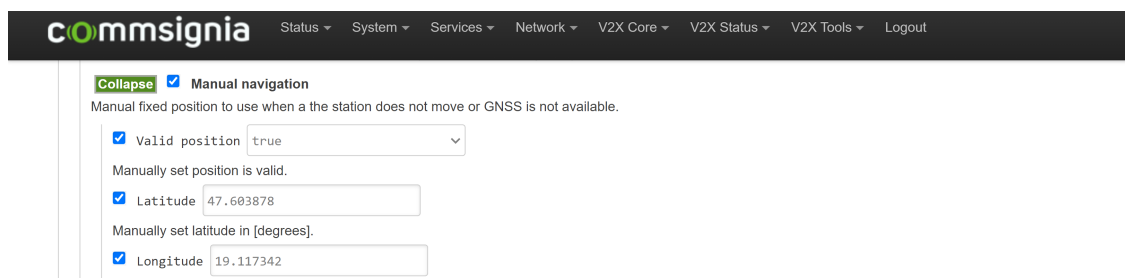 commsignia Status System Services Network V2X Core V2X Status V2X Tools Logout
Collapse Manual navigation
Manual fixed position to use when a the station does not move or GNSS is not available.
Valid position true
Manually set position is valid.
Latitude 47.603878
Manually set latitude in [degrees].
Longitude 19.117342